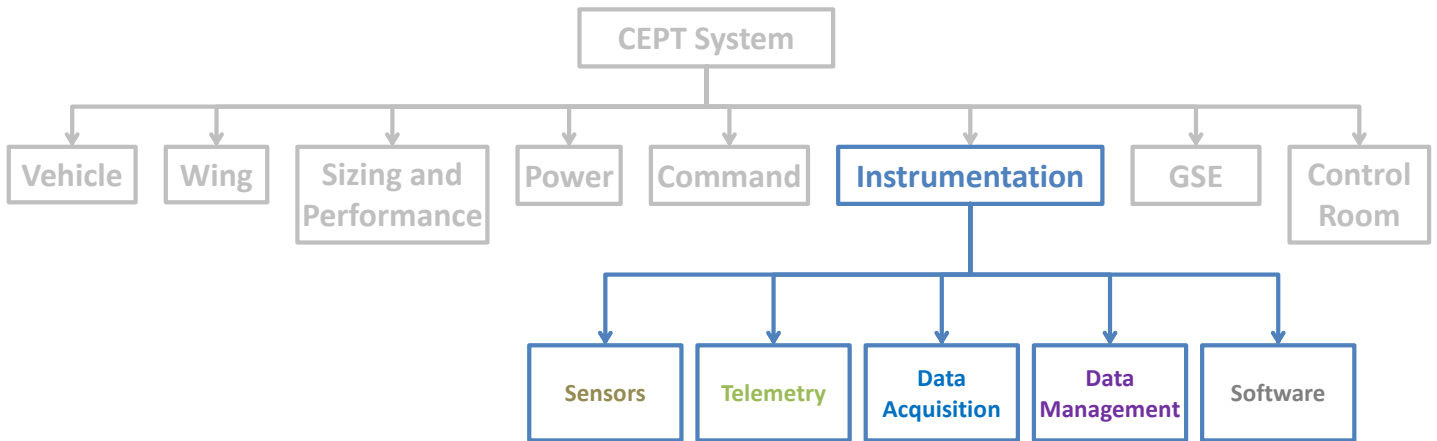 CEPT System
Vehicle
Wing
Sizing and
Performance
Power
Command
Instrumentation
GSE
Control
Room
Sensors
Telemetry
Data
Acquisition
Data
Management
Software